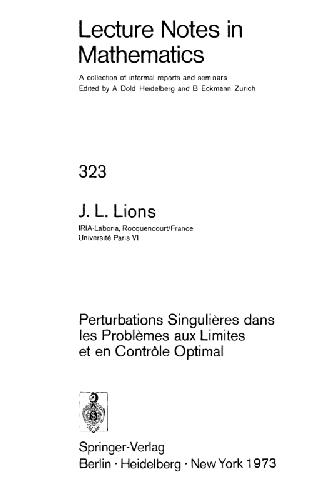 Lecture Notes in
Mathematics
A collection of informal reports and seminars
Edited by A Dold Heidelberg and B Eckmann Zurich
323
J. L. Lions
IRIA-Laboria, Rocquencourt/France
Université Paris VI
Perturbations Singulières dans
les Problèmes aux Limites
et en Contrôle Optimal
Springer-Verlag
Berlin · Heidelberg · New York 1973